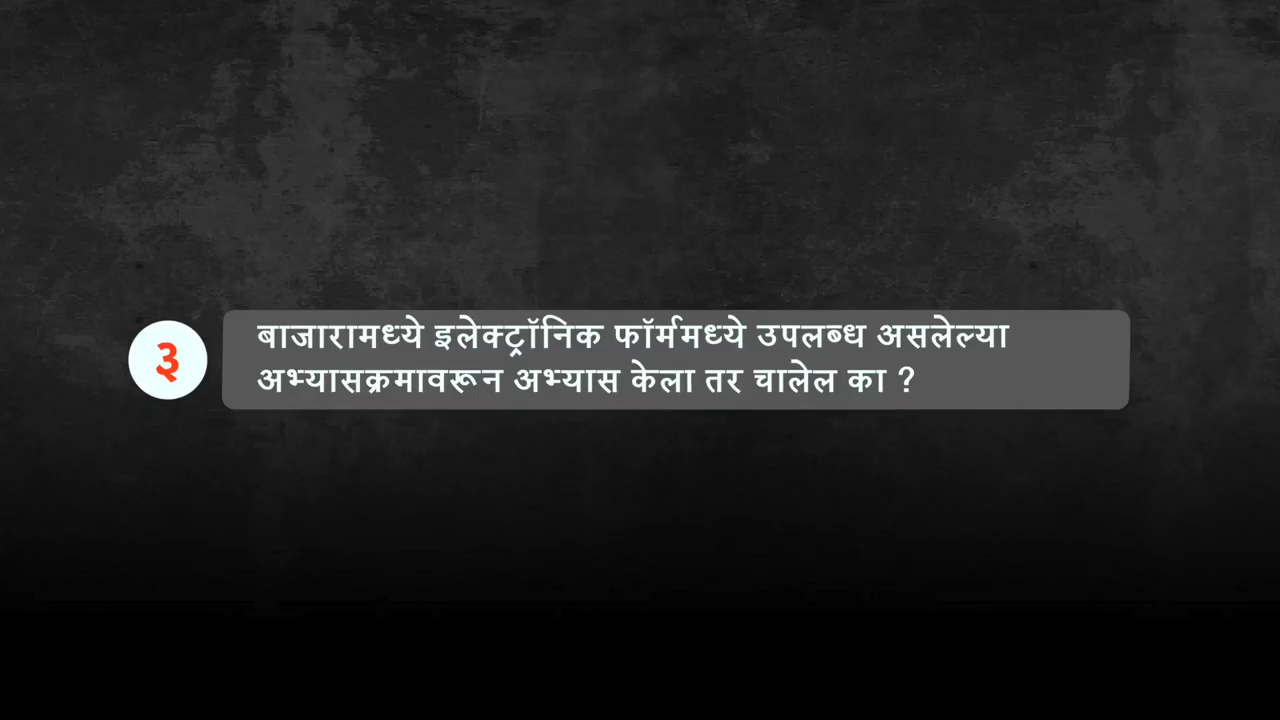 ३
बाजारामध्ये इलेक्ट्रॉनिक फॉर्ममध्ये उपलब्ध असलेल्या
अभ्यासक्रमावरून अभ्यास केला तर चालेल का ?